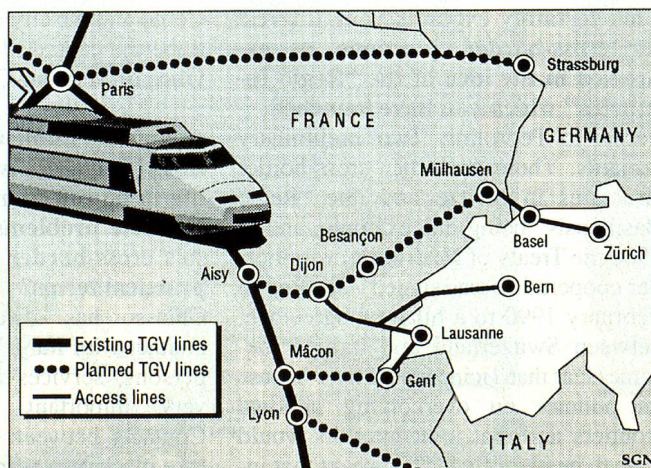 Strassburg
Paris
FRANCE
GERMANY
Mülhausen
Besançon
Basel
Zürich
Aisy
Dijon
Bern
Lausanne
Existing TGV lines
Planned TGV lines
Access lines
Mâcon
Genf
Lyon
ITALY
SGN